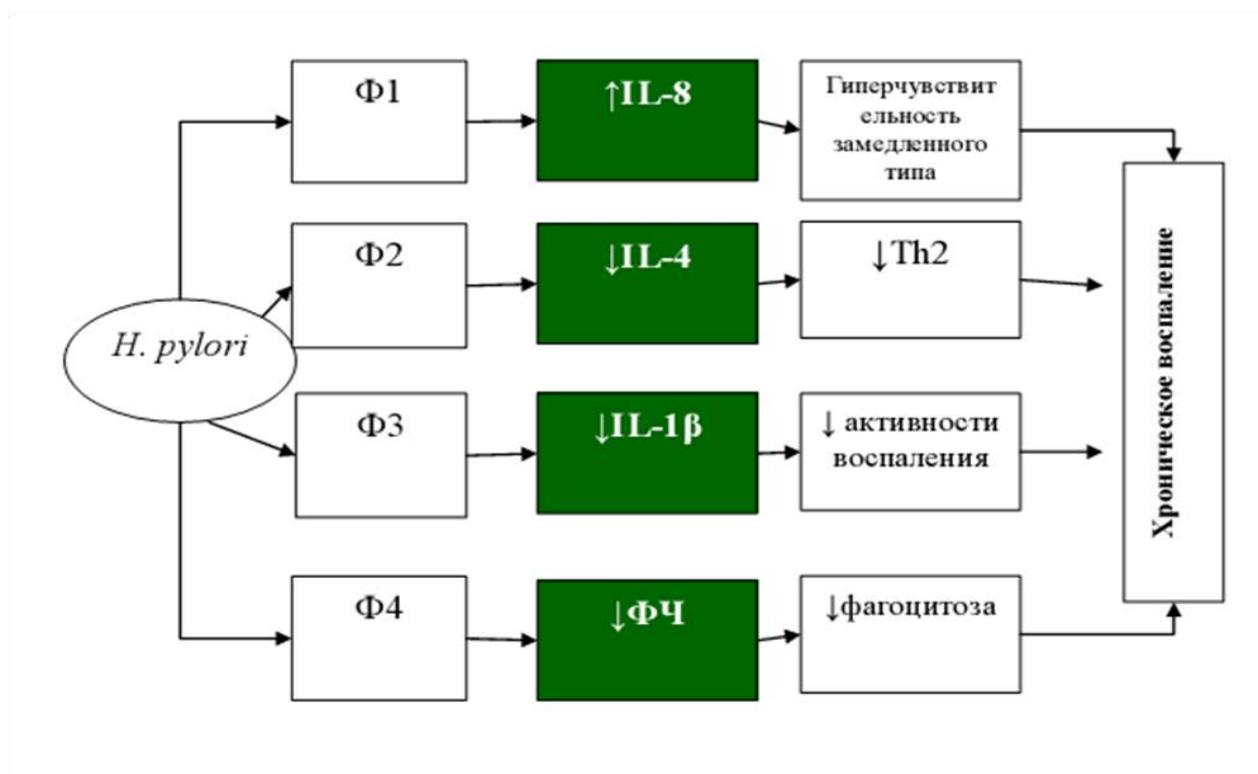 Ф1
↑IL-8
Гиперчувствит
ельность
замедленного
типа
Ф2
↓IL-4
↓Th2
H. pylori
Ф3
↓IL-1β
↓ активности
воспаления
Ф4
↓ФЧ
↓фагоцитоза
Хроническое воспаление